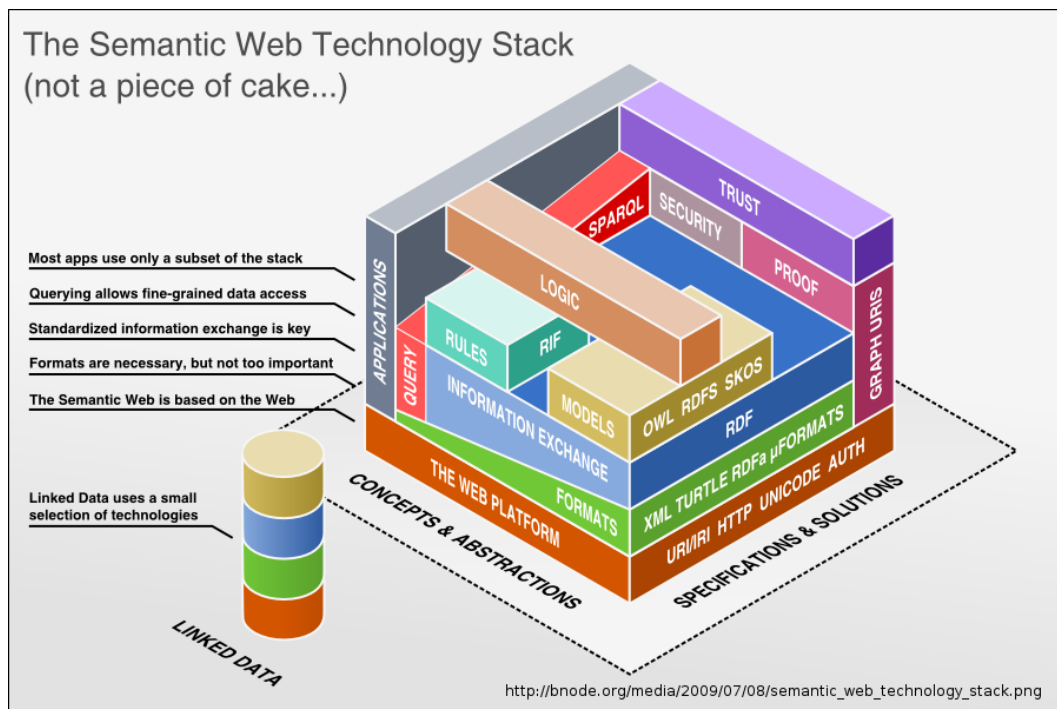 The Semantic Web Technology Stack
(not a piece of cake...)
Most apps use only a subset of the stack
Querying allows fine-grained data access
Standardized information exchange is key
Formats are necessary, but not too important
The Semantic Web is based on the Web
Linked Data uses a small
selection of technologies
LINKED DATA
APPLICATIONS
QUERY
RULES
RIF
LOGIC
SPARQL
SECURITY
TRUST
PROOF
GRAPH URIS
MODELS
OWL RDFS SKOS
INFORMATION EXCHANGE
RDF
FORMATS
XML TURTLE RDFa µFORMATS
THE WEB PLATFORM
URI/IRI HTTP UNICODE AUTH
CONCEPTS & ABSTRACTIONS
SPECIFICATIONS & SOLUTIONS
http://bnode.org/media/2009/07/08/semantic_web_technology_stack.png